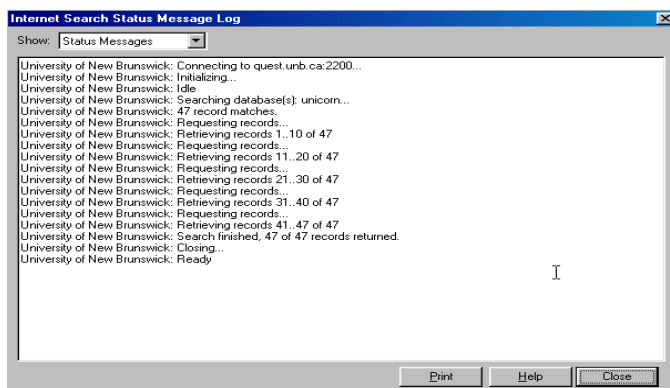 Internet Search Status Message Log
Show: Status Messages
University of New Brunswick: Connecting to quest.unb.ca:2200...
University of New Brunswick: Initializing...
University of New Brunswick: Idle
University of New Brunswick: Searching database(s): unicorn...
University of New Brunswick: 47 record matches.
University of New Brunswick: Requesting records...
University of New Brunswick: Retrieving records 1..10 of 47
University of New Brunswick: Requesting records...
University of New Brunswick: Retrieving records 11..20 of 47
University of New Brunswick: Requesting records...
University of New Brunswick: Retrieving records 21..30 of 47
University of New Brunswick: Requesting records...
University of New Brunswick: Retrieving records 31..40 of 47
University of New Brunswick: Requesting records...
University of New Brunswick: Retrieving records 41..47 of 47
University of New Brunswick: Search finished, 47 of 47 records returned.
University of New Brunswick: Closing...
University of New Brunswick: Ready
Print Help Close